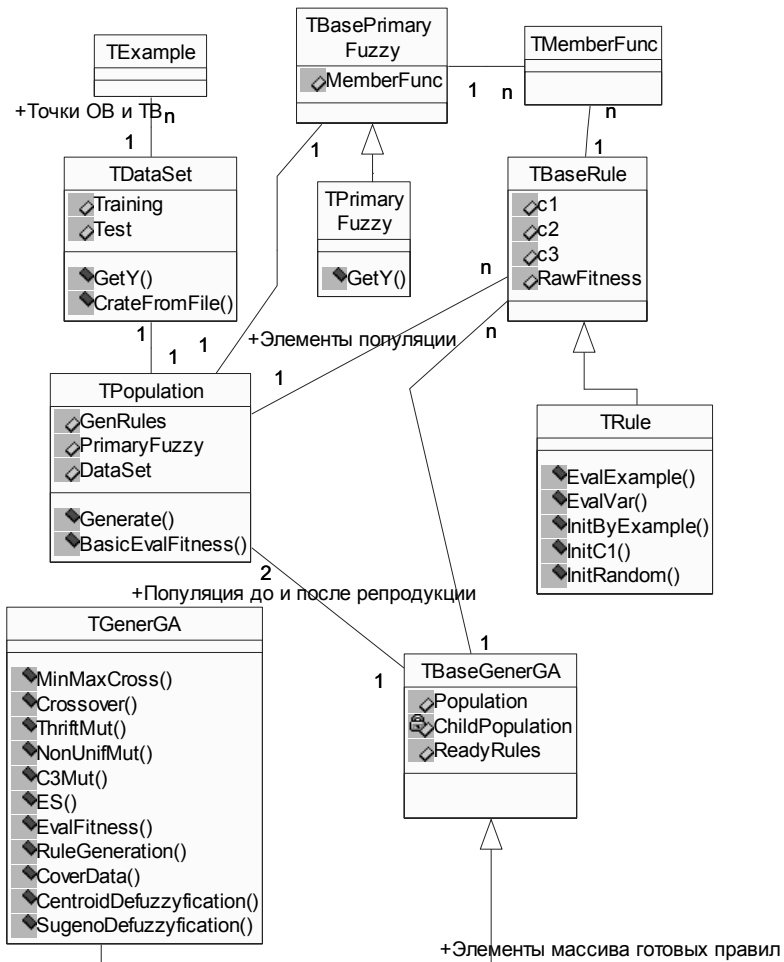 TExample
+Точки ОВ и ТВ
n
1
TDataSet
Training
Test
GetY()
CrateFromFile()
1
1
TBasePrimary
Fuzzy
MemberFunc
1
n
1
1
TPrimary
Fuzzy
GetY()
TMemberFunc
n
1
TBaseRule
c1
c2
c3
RawFitness
n
n
+Элементы популяции
1
TPopulation
GenRules
PrimaryFuzzy
DataSet
Generate()
BasicEvalFitness()
2
+Популяция до и после репродукции
1
1
TRule
EvalExample()
EvalVar()
InitByExample()
InitC1()
InitRandom()
TGenerGA
MinMaxCross()
Crossover()
ThriftMut()
NonUnifMut()
C3Mut()
ES()
EvalFitness()
RuleGeneration()
CoverData()
CentroidDefuzzyfication()
SugenoDefuzzyfication()
TBaseGenerGA
Population
ChildPopulation
ReadyRules
+Элементы массива готовых правил